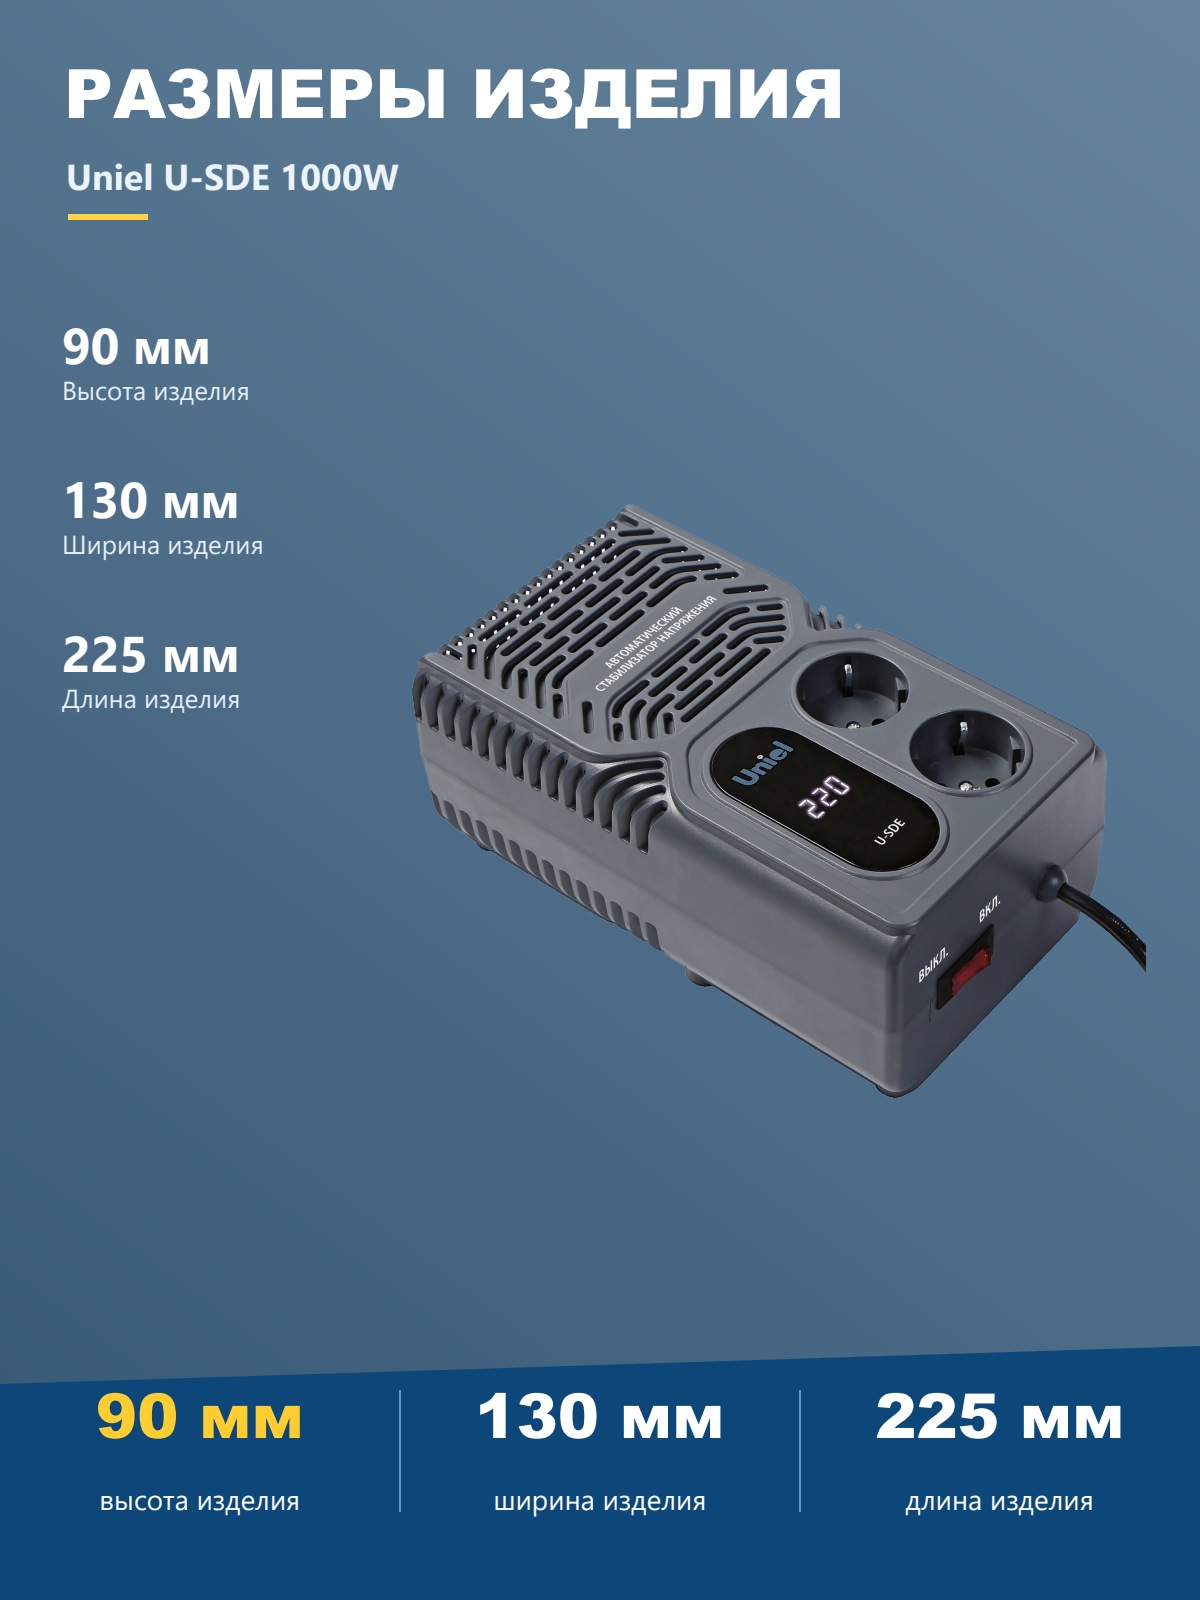 РАЗМЕРЫ ИЗДЕЛИЯ
Uniel U-SDE 1000W
90 мм
Высота изделия
130 мм
Ширина изделия
225 мм
Длина изделия
АВТОМАТИЧЕСКИЙ
СТАБИЛИЗАТОР НАПРЯЖЕНИЯ
Uniel
220
U-SDE
ВКЛ.
ВЫКЛ.
90 мм
130 мм
225 мм
высота изделия
ширина изделия
длина изделия